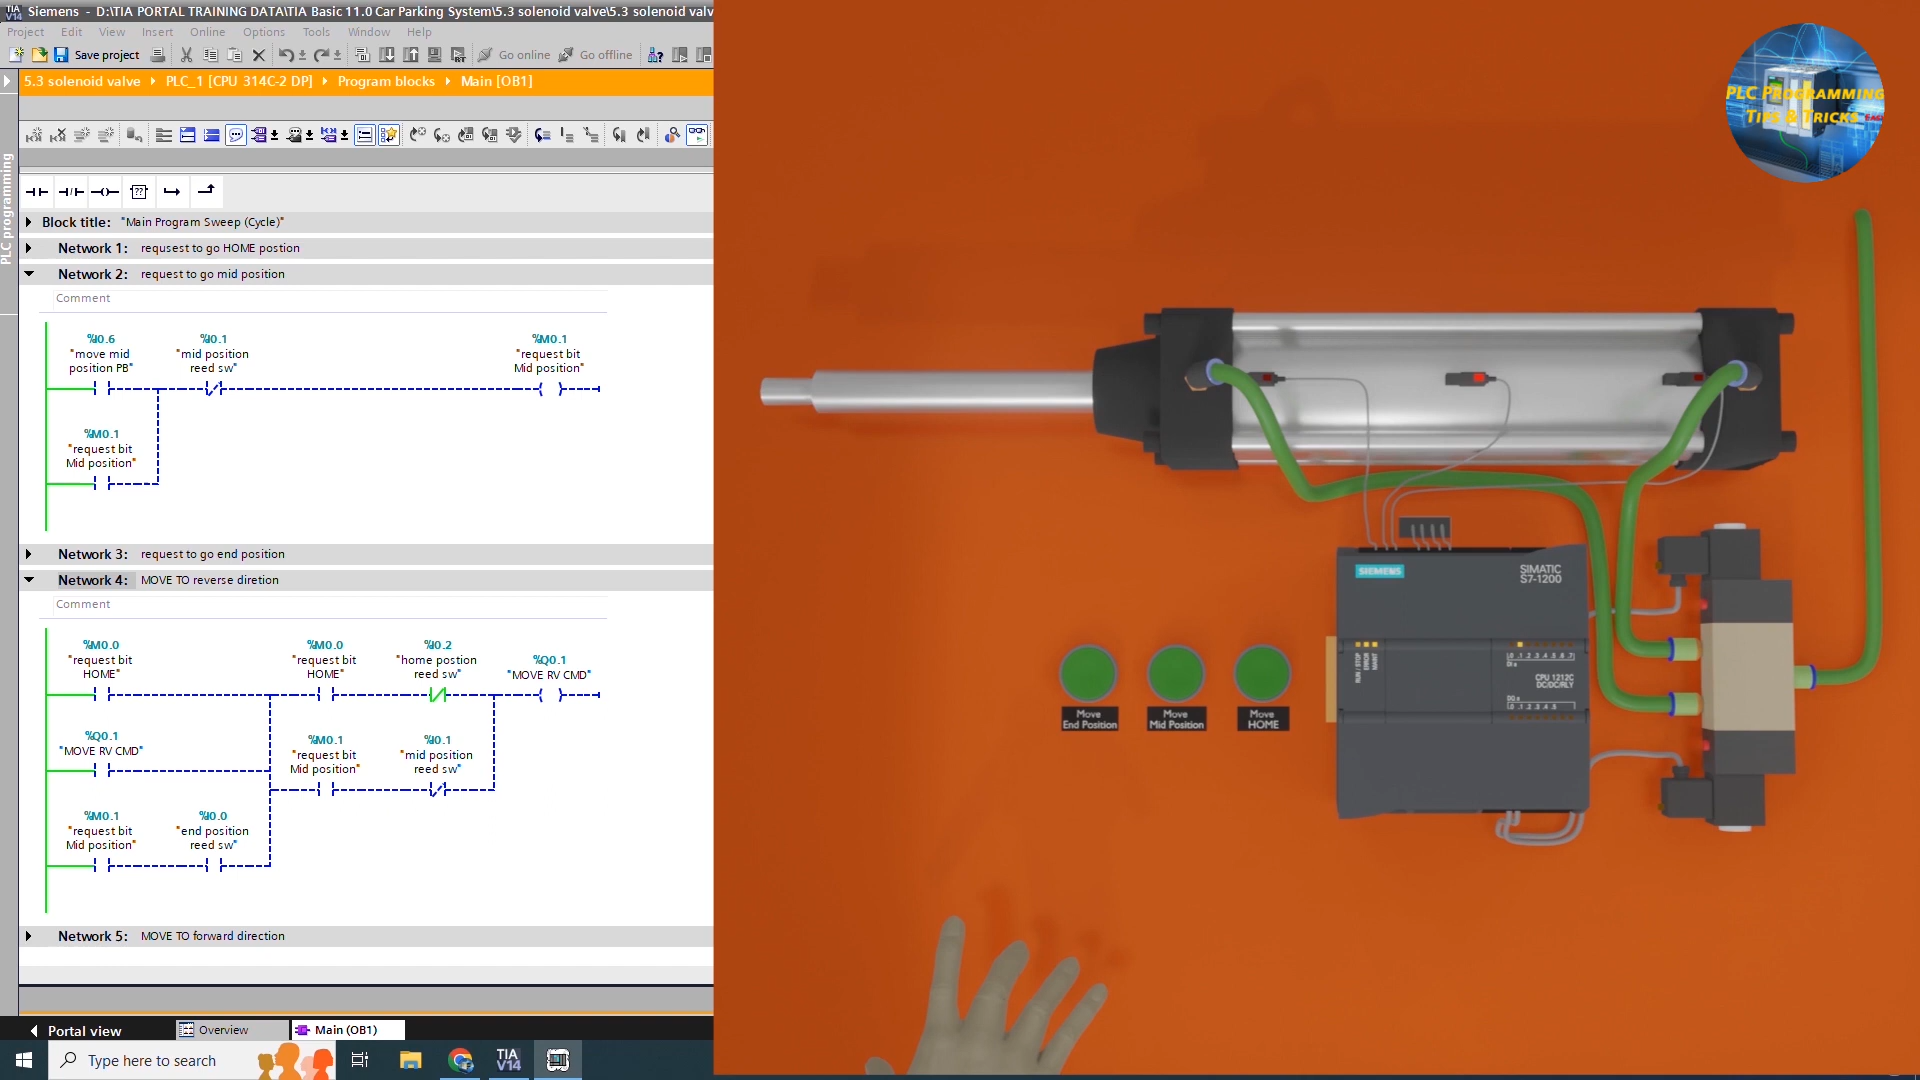 Siemens - D:\TIA PORTAL TRAINING DATA\TIA Basic 11.0 Car Parking System\5.3 solenoid valve\5.3 solenoid valv
Project Edit View Insert Online Options Tools Window Help
Save project Go online Go offline
5.3 solenoid valve PLC_1 [CPU 314C-2 DP] Program blocks Main [OB1]
PLC programming
Block title: "Main Program Sweep (Cycle)"
Network 1: requsest to go HOME postion
Network 2: request to go mid position
Comment
%I0.6 %I0.1 %M0.1
"move mid "mid position "request bit
position PB" reed sw" Mid position"
%M0.1
"request bit
Mid position"
Network 3: request to go end position
Network 4: MOVE TO reverse diretion
Comment
%M0.0 %M0.0 %I0.2
"request bit "request bit "home postion %Q0.1
HOME" HOME" reed sw" "MOVE RV CMD"
%Q0.1 %M0.1 %I0.1
"MOVE RV CMD" "request bit "mid position
Mid position" reed sw"
%M0.1 %I0.0
"request bit "end position
Mid position" reed sw"
Network 5: MOVE TO forward direction
Portal view Overview Main (OB1)
Type here to search
TIA
V14
PLC PROGRAMMING
TIPS & TRICKS EASY
SIEMENS
SIMATIC
S7-1200
RUN / STOP
ERROR
MAINT
CPU 1212C
DC/DC/RLY
Move
End Position
Move
Mid Position
Move
HOME